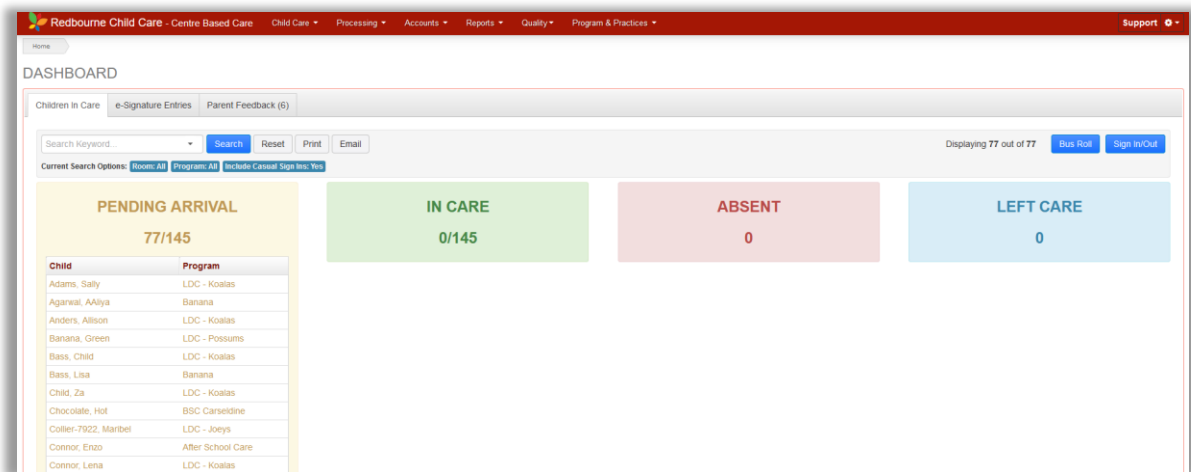 Redbourne Child Care - Centre Based Care Child Care Processing Accounts Reports Quality Program & Practices Support
Home
DASHBOARD
Children In Care e-Signature Entries Parent Feedback (6)
Search Keyword... Search Reset Print Email Displaying 77 out of 77 Bus Roll Sign In/Out
Current Search Options: Room: All Program: All Include Casual Sign Ins: Yes
PENDING ARRIVAL IN CARE ABSENT LEFT CARE
77/145 0/145 0 0
Child Program
Adams, Sally LDC - Koalas
Agarwal, AAliya Banana
Anders, Allison LDC - Koalas
Banana, Green LDC - Possums
Bass, Child LDC - Koalas
Bass, Lisa Banana
Child, Za LDC - Koalas
Chocolate, Hot BSC Carseldine
Collier-7922, Maribel LDC - Joeys
Connor, Enzo After School Care
Connor, Lena LDC - Koalas